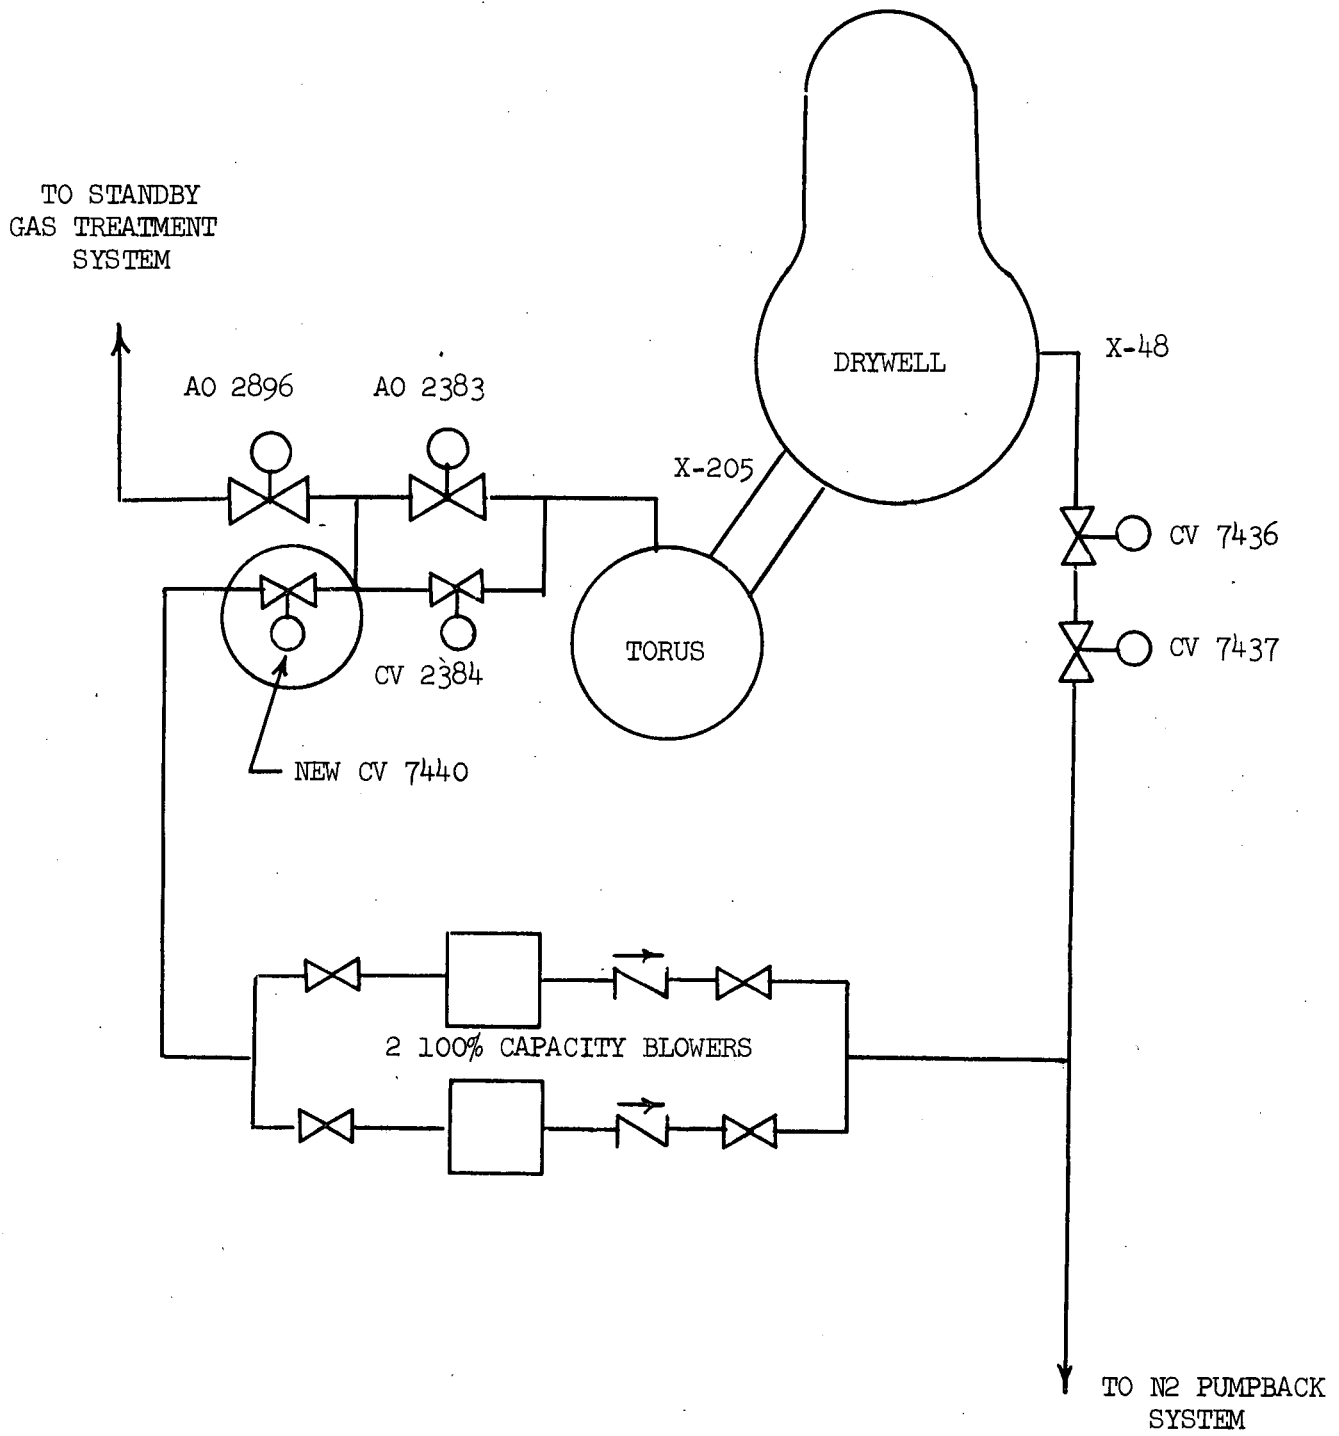 TO STANDBY
GAS TREATMENT
SYSTEM
X-48
DRYWELL
AO 2896
AO 2383
X-205
CV 7436
CV 7437
TORUS
CV 2384
NEW CV 7440
2 100% CAPACITY BLOWERS
TO N2 PUMPBACK
SYSTEM